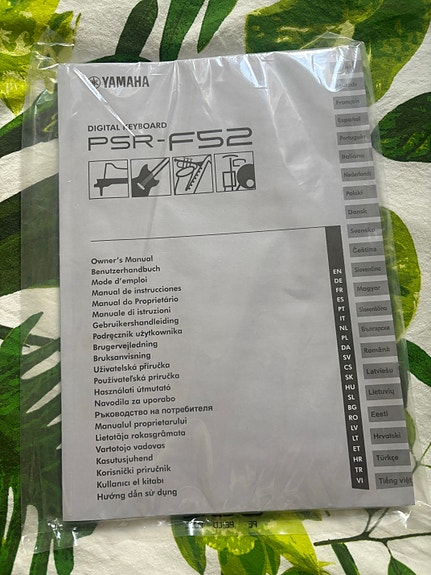 YAMAHA
DIGITAL KEYBOARD
PSR-F52
Owner's Manual
Benutzerhandbuch
Mode d'emploi
Manual de instrucciones
Manual do Proprietário
Manuale di istruzioni
Gebruikershandleiding
Podręcznik użytkownika
Brugervejledning
Bruksanvisning
Uživatelská příručka
Používateľská príručka
Használati útmutató
Navodila za uporabo
Ръководство на потребителя
Manualul proprietarului
Lietotāja rokasgrāmata
Vartotojo vadovas
Kasutusjuhend
Korisnički priručnik
Kullanıcı el kitabı
Hướng dẫn sử dụng
EN
DE
FR
ES
PT
IT
NL
PL
DA
SV
CS
SK
HU
SL
BG
RO
LV
LT
ET
HR
TR
VI
Français
Español
Português
Italiano
Nederlands
Polski
Dansk
Svenska
Čeština
Slovenčina
Magyar
Slovenščina
Български
Română
Latviešu
Lietuvių
Eesti
Hrvatski
Türkçe
Tiếng việt